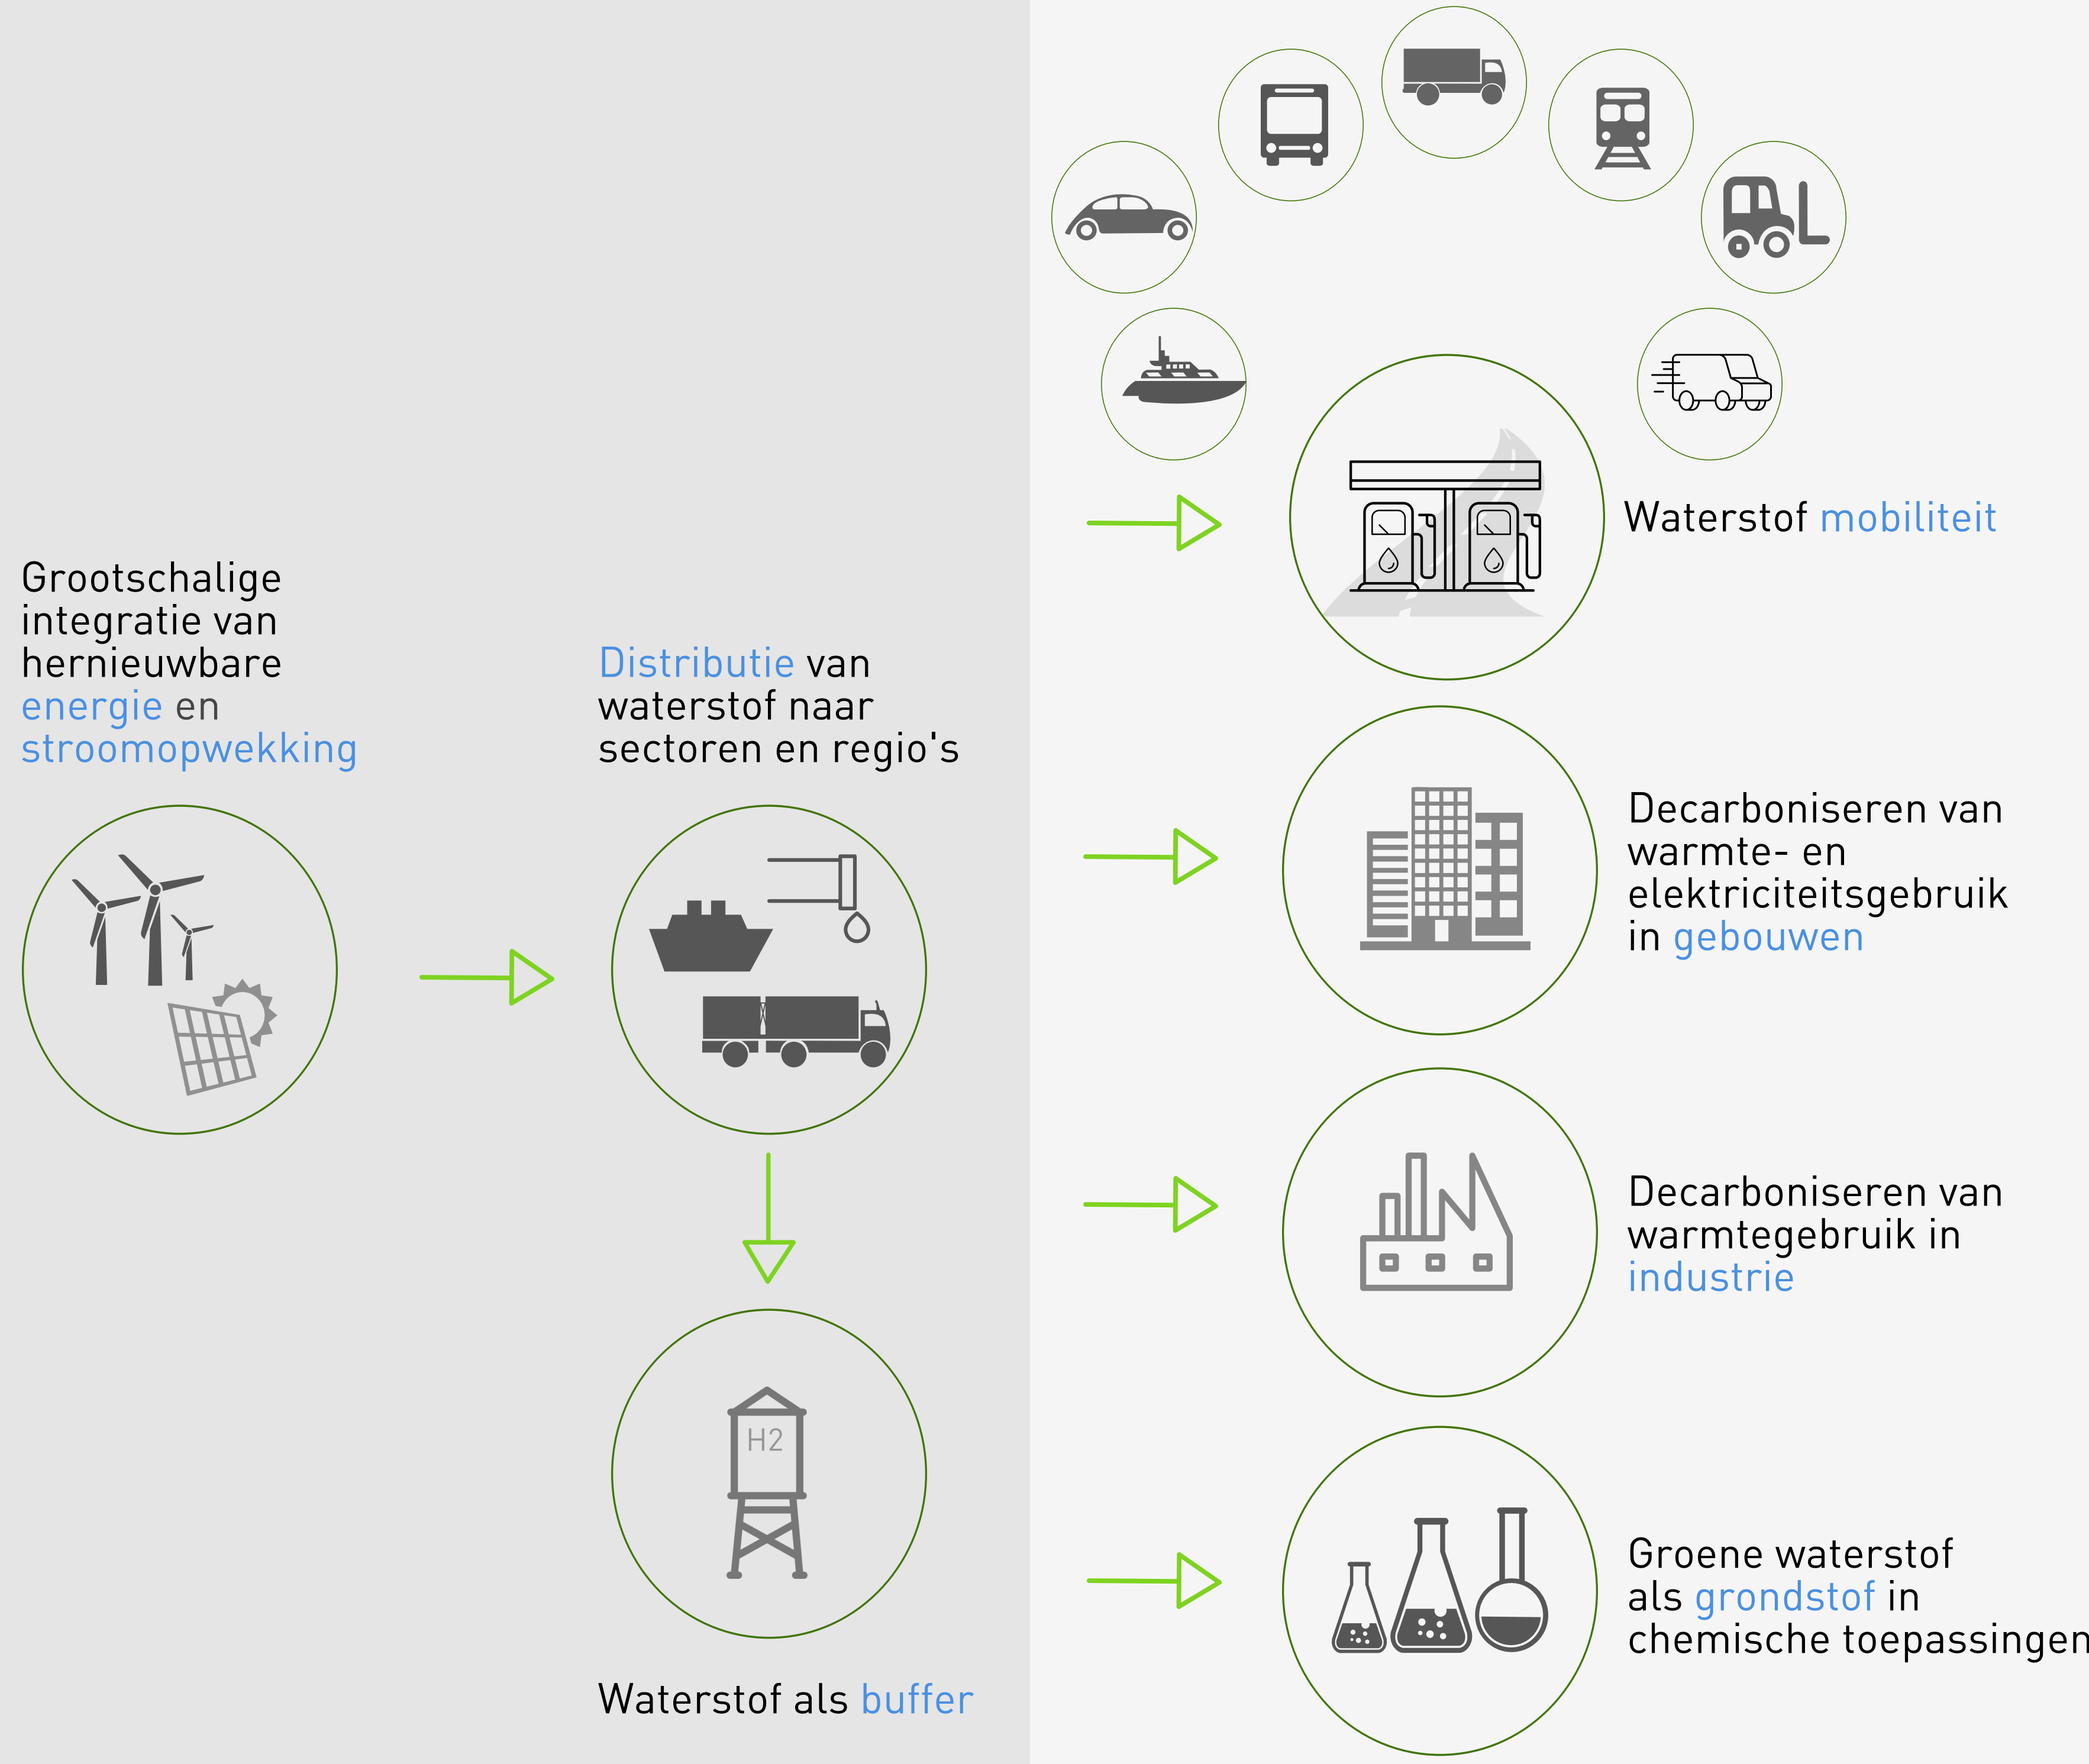 Grootschalige
integratie van
hernieuwbare
energie en
stroomopwekking
Distributie van
waterstof naar
sectoren en regio's
H2
Waterstof als buffer
Waterstof mobiliteit
Decarboniseren van
warmte- en
elektriciteitsgebruik
in gebouwen
Decarboniseren van
warmtegebruik in
industrie
Groene waterstof
als grondstof in
chemische toepassingen